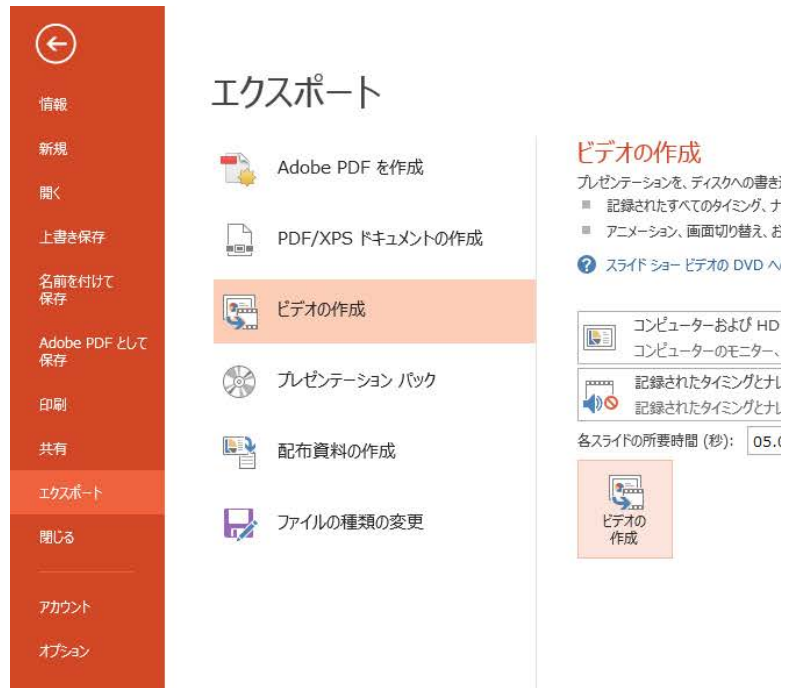 情報
新規
開く
上書き保存
名前を付けて
保存
Adobe PDF として
保存
印刷
共有
エクスポート
閉じる
アカウント
オプション
エクスポート
Adobe PDF を作成
PDF/XPS ドキュメントの作成
ビデオの作成
プレゼンテーション パック
配布資料の作成
ファイルの種類の変更
ビデオの作成
プレゼンテーションを、ディスクへの書き
記録されたすべてのタイミング、ナ
アニメーション、画面切り替え、お
スライド ショー ビデオの DVD へ
コンピューターおよび HD
コンピューターのモニター、
記録されたタイミングとナレ
記録されたタイミングとナレ
各スライドの所要時間 (秒): 05.0
ビデオの
作成